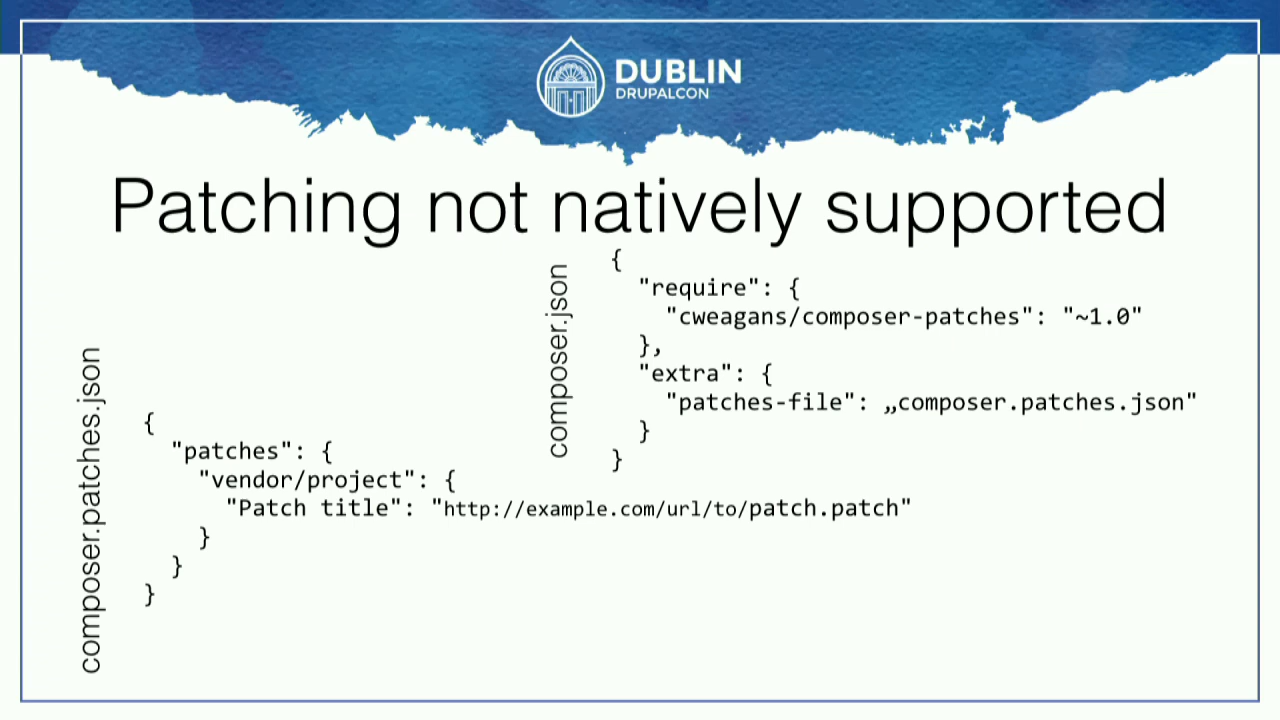 DUBLIN
DRUPALCON
Patching not natively supported
composer.json
{
"require": {
"cweagans/composer-patches": "~1.0"
},
"extra": {
"patches-file": „composer.patches.json"
}
}
composer.patches.json
{
"patches": {
"vendor/project": {
"Patch title": "http://example.com/url/to/patch.patch"
}
}
}